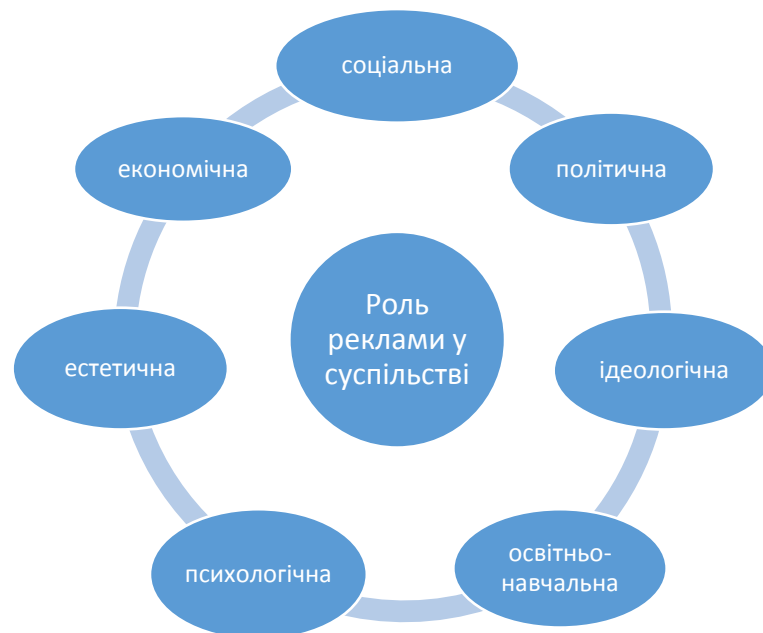 соціальна
політична
ідеологічна
освітньо-
навчальна
психологічна
естетична
економічна
Роль
реклами у
суспільстві